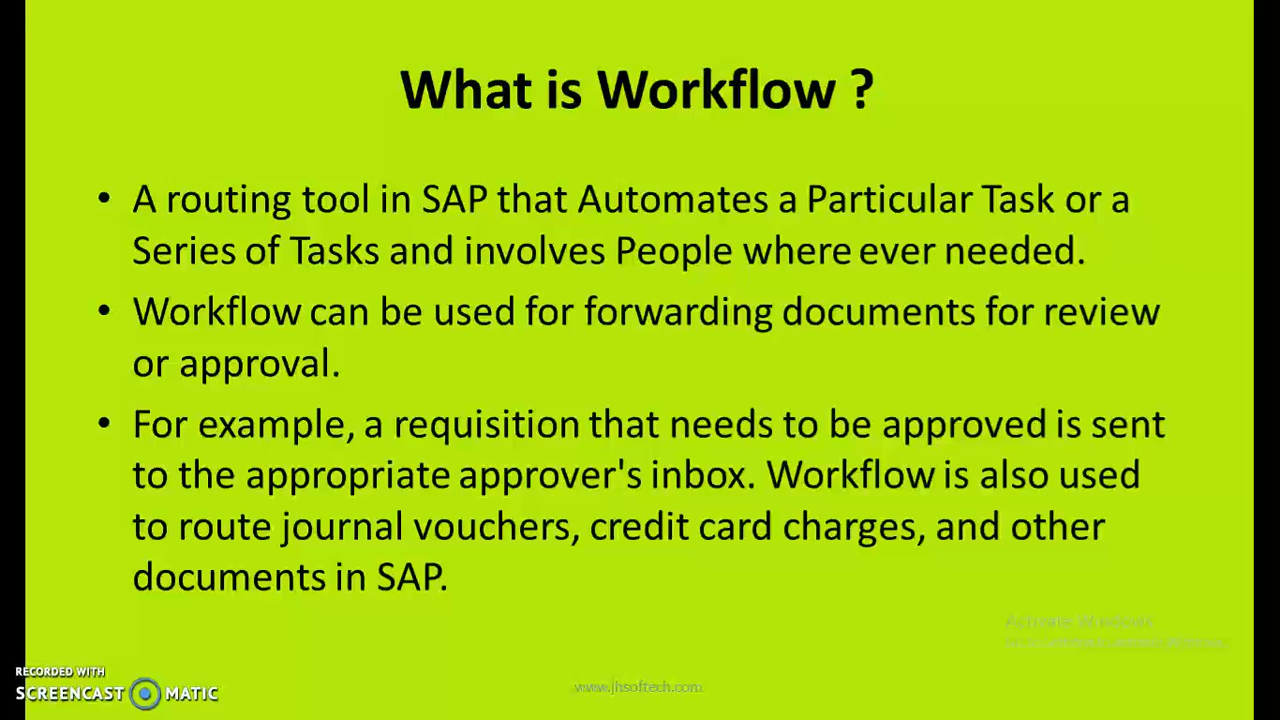 What is Workflow ?
• A routing tool in SAP that Automates a Particular Task or a
Series of Tasks and involves People where ever needed.
• Workflow can be used for forwarding documents for review
or approval.
• For example, a requisition that needs to be approved is sent
to the appropriate approver's inbox. Workflow is also used
to route journal vouchers, credit card charges, and other
documents in SAP.
Activate Windows
RECORDED WITH
SCREENCAST MATIC
www.jhsoftech.com